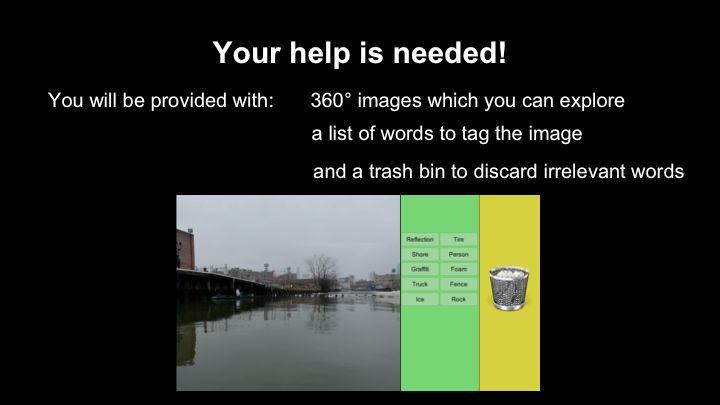 Your help is needed!
You will be provided with: 360° images which you can explore
a list of words to tag the image
and a trash bin to discard irrelevant words
Reflection Tire
Shore Person
Graffiti Foam
Truck Fence
Ice Rock